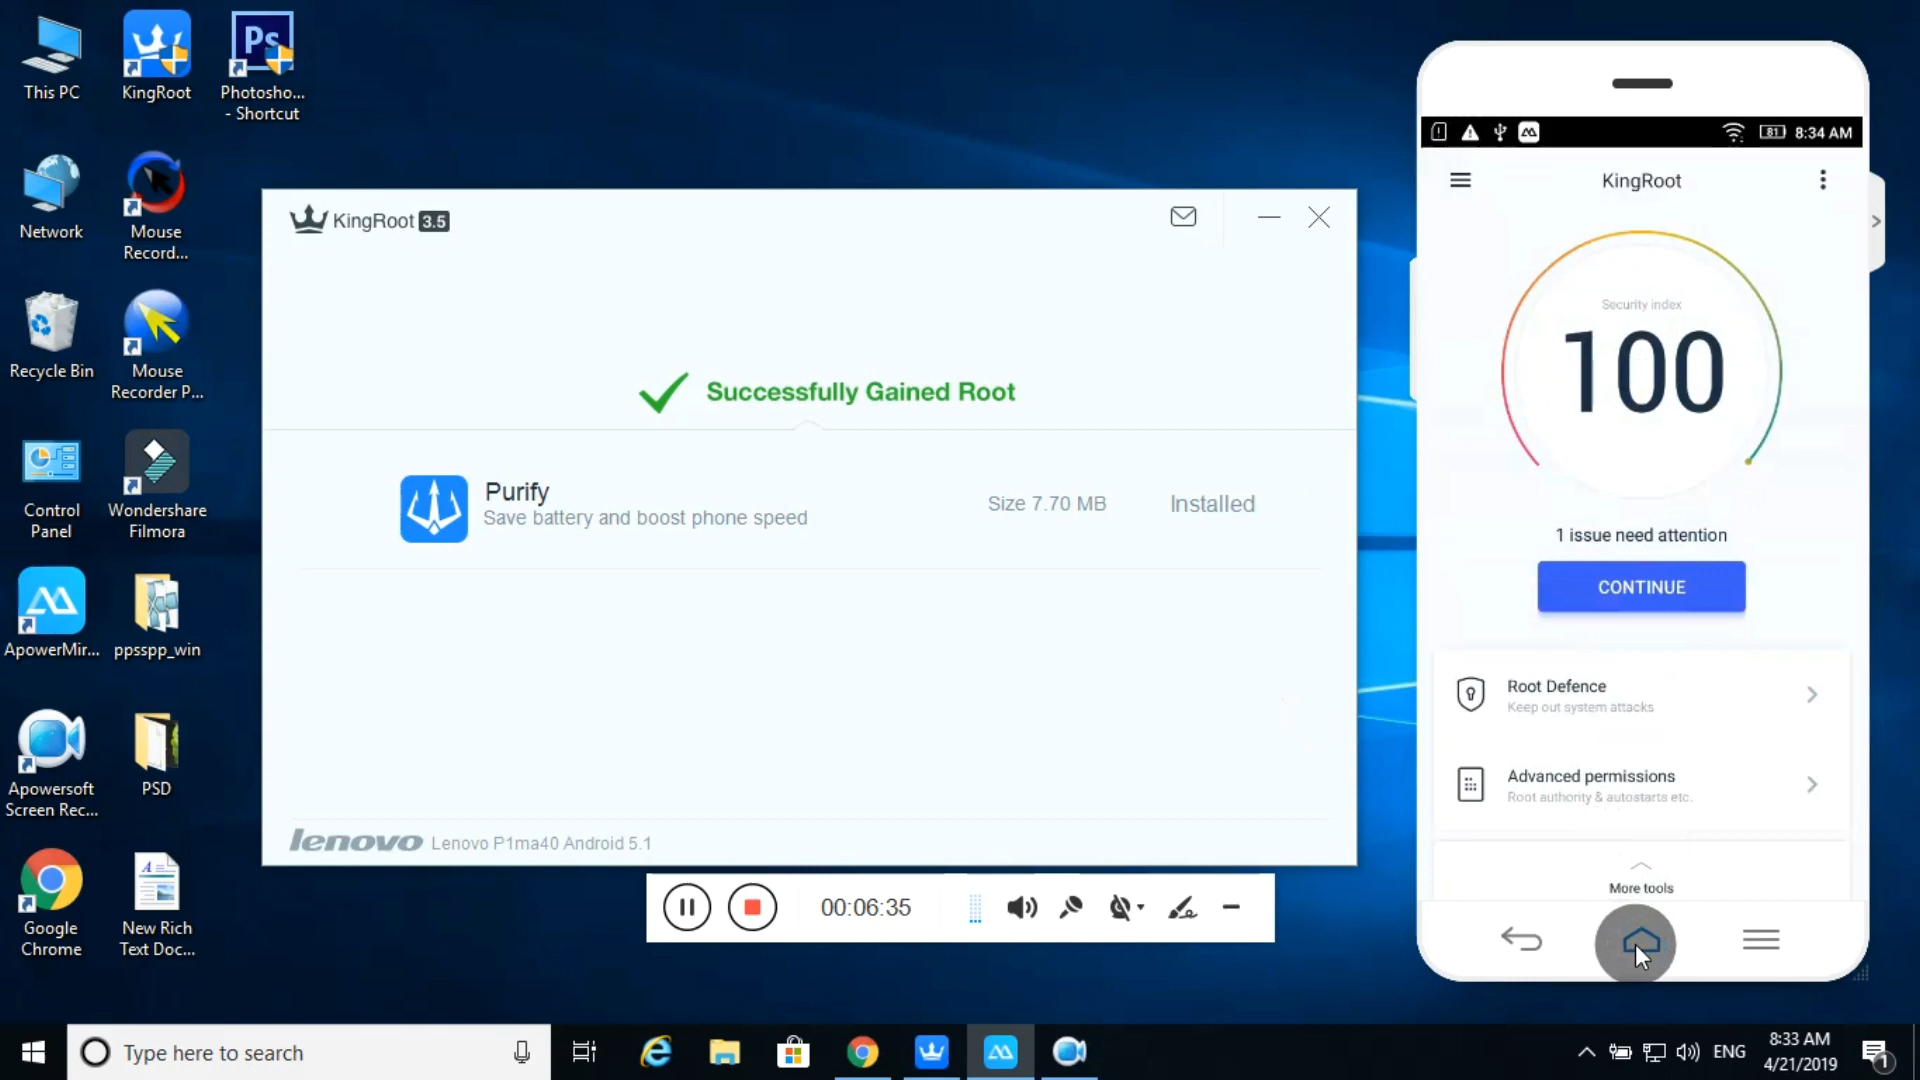 This PC
KingRoot
Ps
Photosho...
- Shortcut
Network
Mouse
Record...
Recycle Bin
Mouse
Recorder P...
Control
Panel
Wondershare
Filmora
ApowerMir...
ppsspp_win
Apowersoft
Screen Rec...
PSD
Google
Chrome
New Rich
Text Doc...
KingRoot 3.5
Successfully Gained Root
Purify
Save battery and boost phone speed
Size 7.70 MB
Installed
lenovo Lenovo P1ma40 Android 5.1
00:06:35
81 8:34 AM
KingRoot
Security index
100
1 issue need attention
CONTINUE
Root Defence
Keep out system attacks
Advanced permissions
Root authority & autostarts etc.
More tools
Type here to search
ENG
8:33 AM
4/21/2019
1